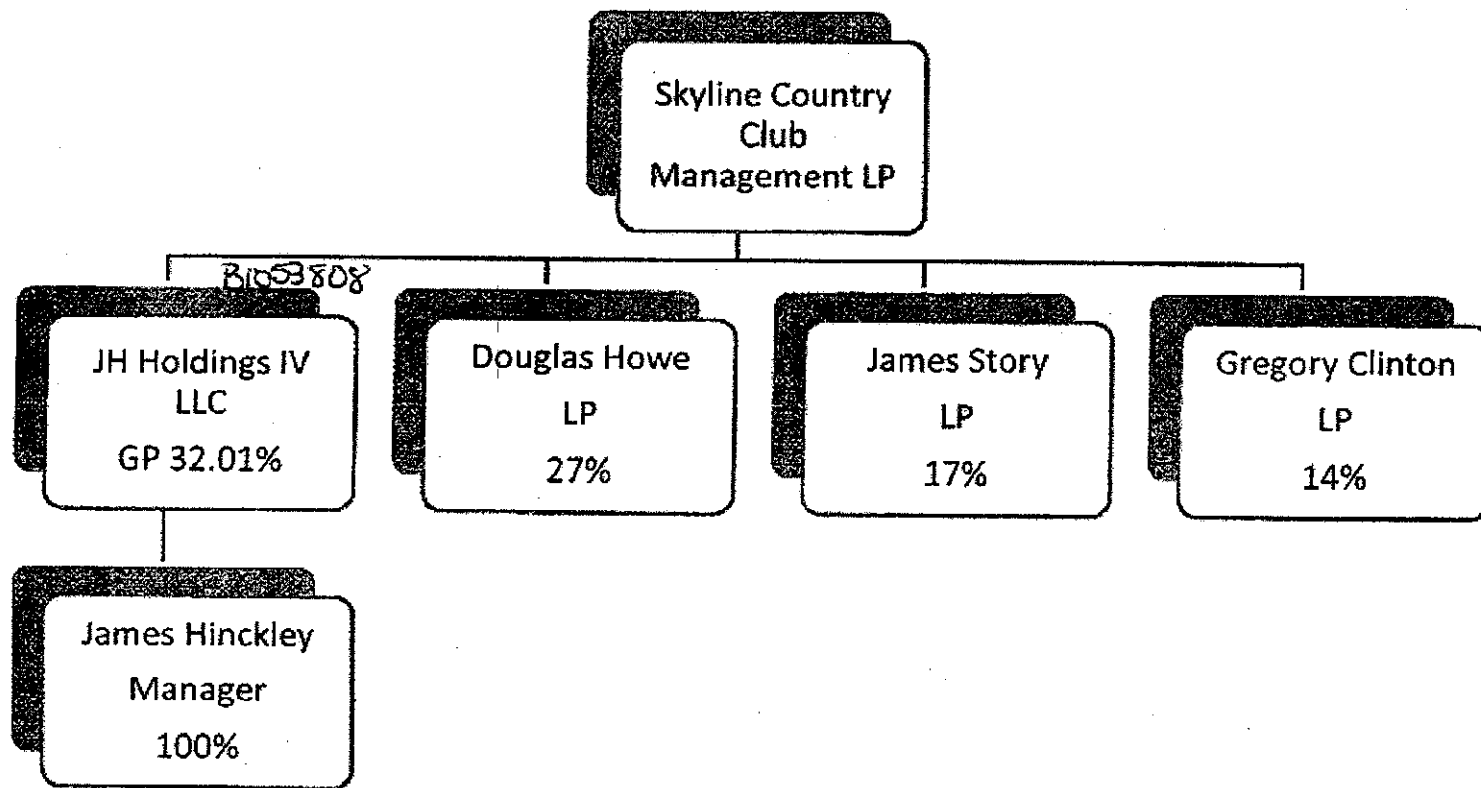 Skyline Country
Club
Management LP
B1053808
JH Holdings IV
LLC
GP 32.01%
Douglas Howe
LP
27%
James Story
LP
17%
Gregory Clinton
LP
14%
James Hinckley
Manager
100%